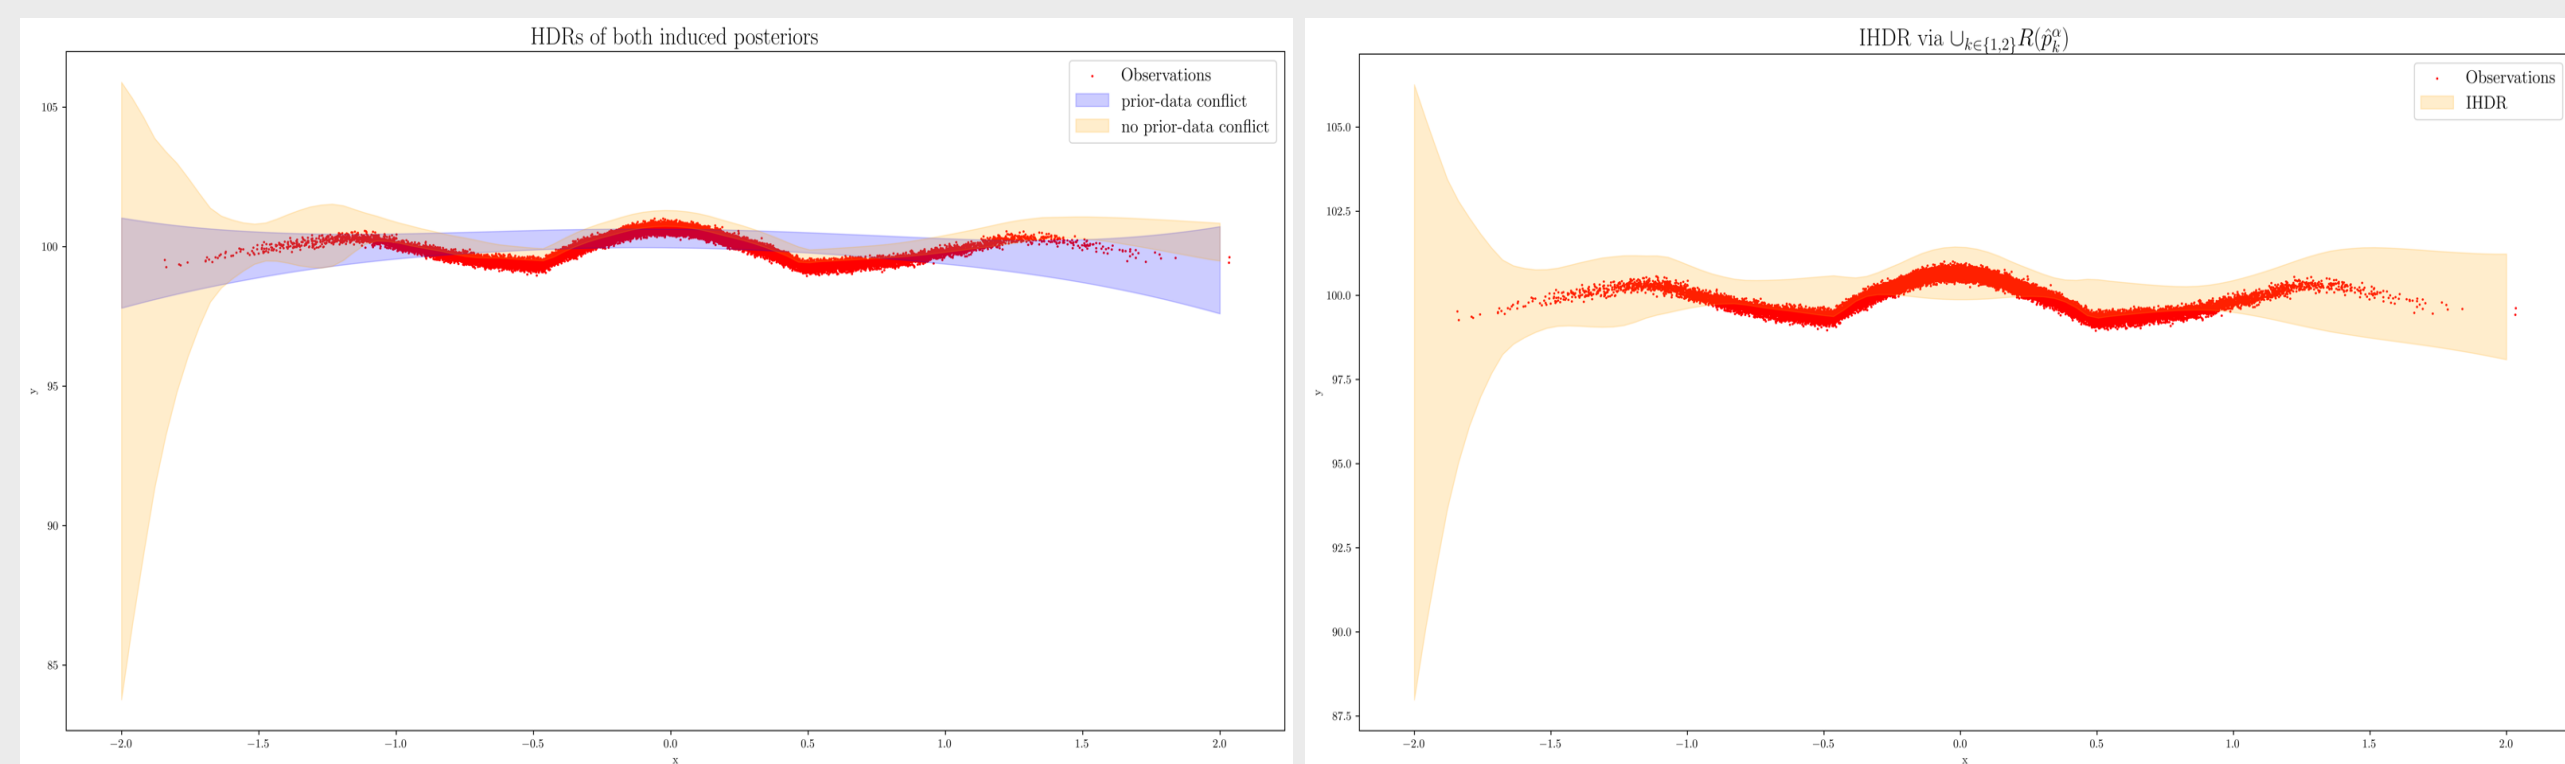 HDRs of both induced posteriors
Observations
prior-data conflict
no prior-data conflict
105
100
95
90
85
y
−2.0 −1.5 −1.0 −0.5 0.0 0.5 1.0 1.5 2.0
x
IHDR via ∪_{k∈{1,2}}R(p̂_k^α)
Observations
IHDR
105.0
102.5
100.0
97.5
95.0
92.5
90.0
87.5
y
−2.0 −1.5 −1.0 −0.5 0.0 0.5 1.0 1.5 2.0
x